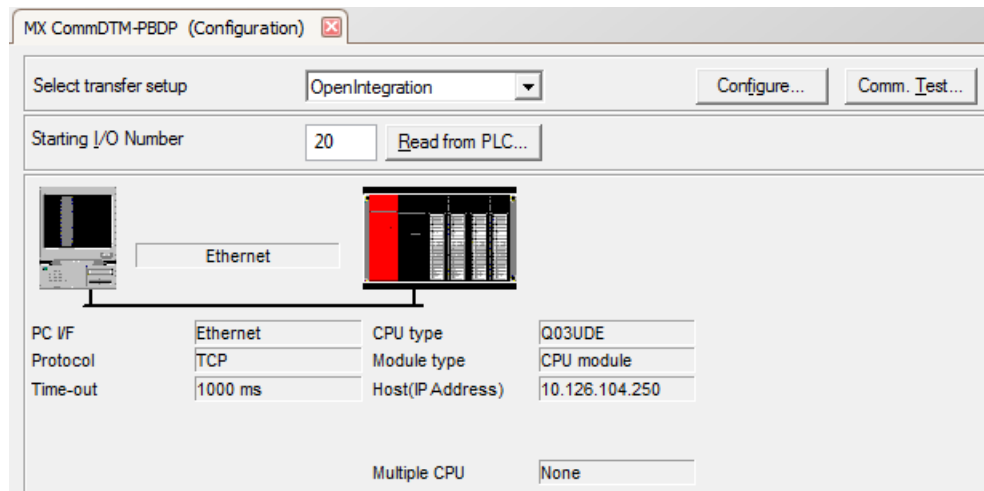 MX CommDTM-PBDP (Configuration)
Select transfer setup OpenIntegration Configure... Comm. Test...
Starting I/O Number 20 Read from PLC...
Ethernet
PC I/F Ethernet CPU type Q03UDE
Protocol TCP Module type CPU module
Time-out 1000 ms Host(IP Address) 10.126.104.250
Multiple CPU None